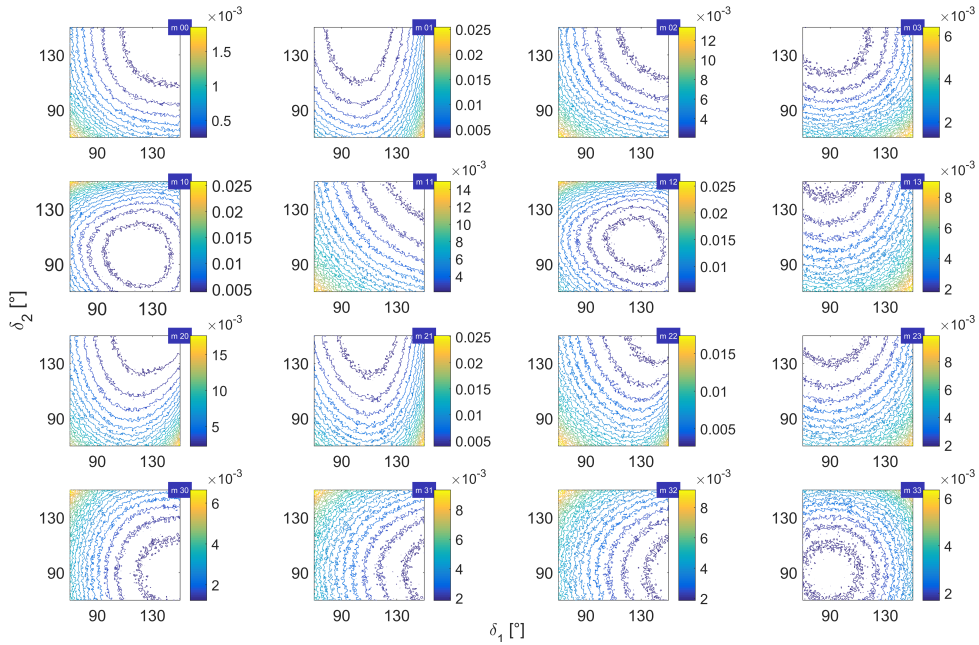 ×10⁻³ ×10⁻³ ×10⁻³
m 00 m 01 m 02 m 03
130 1.5 1 0.5 130 0.025 0.02 0.015 0.01 0.005 130 12 10 8 6 4 130 6 4 2
90 90 90 90
90 130 90 130 90 130 90 130
×10⁻³ ×10⁻³
m 10 m 11 m 12 m 13
130 0.025 0.02 0.015 0.01 0.005 130 14 12 10 8 6 4 130 0.025 0.02 0.015 0.01 130 8 6 4 2
90 90 90 90
90 130 90 130 90 130 90 130
δ2 [°]
×10⁻³ ×10⁻³
m 20 m 21 m 22 m 23
130 15 10 5 130 0.025 0.02 0.015 0.01 0.005 130 0.015 0.01 0.005 130 8 6 4 2
90 90 90 90
90 130 90 130 90 130 90 130
×10⁻³ ×10⁻³ ×10⁻³ ×10⁻³
m 30 m 31 m 32 m 33
130 6 4 2 130 8 6 4 2 130 8 6 4 2 130 6 4 2
90 90 90 90
90 130 90 130 90 130 90 130
δ1 [°]